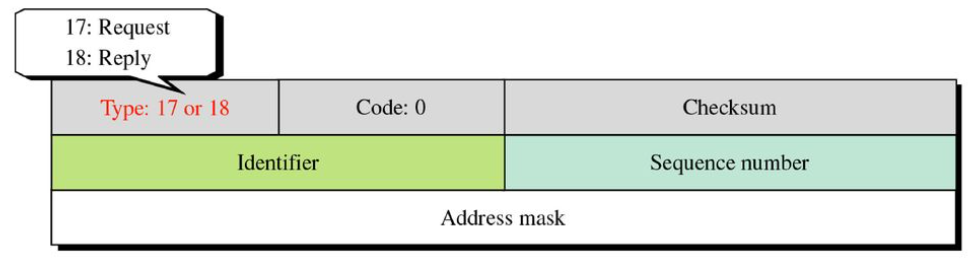 17: Request
18: Reply
Type: 17 or 18
Code: 0
Checksum
Identifier
Sequence number
Address mask